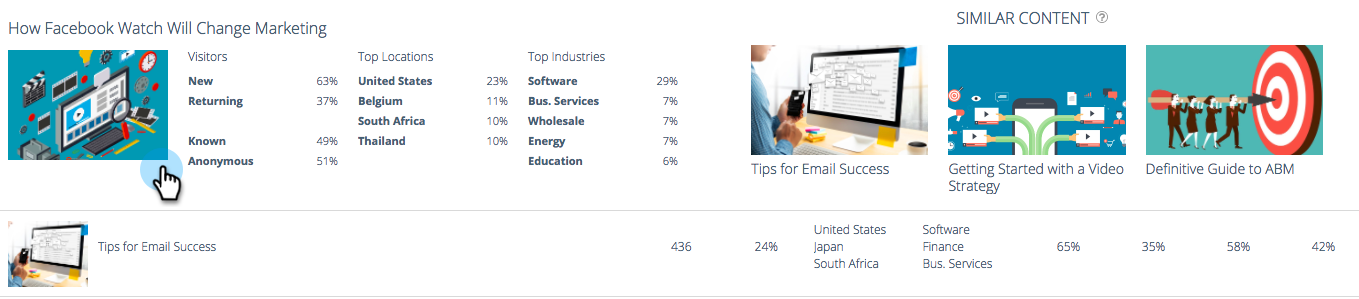 How Facebook Watch Will Change Marketing
SIMILAR CONTENT ?
Visitors
New 63%
Returning 37%
Known 49%
Anonymous 51%
Top Locations
United States 23%
Belgium 11%
South Africa 10%
Thailand 10%
Top Industries
Software 29%
Bus. Services 7%
Wholesale 7%
Energy 7%
Education 6%
Tips for Email Success
Getting Started with a Video
Strategy
Definitive Guide to ABM
Tips for Email Success
436
24%
United States
Japan
South Africa
Software
Finance
Bus. Services
65%
35%
58%
42%